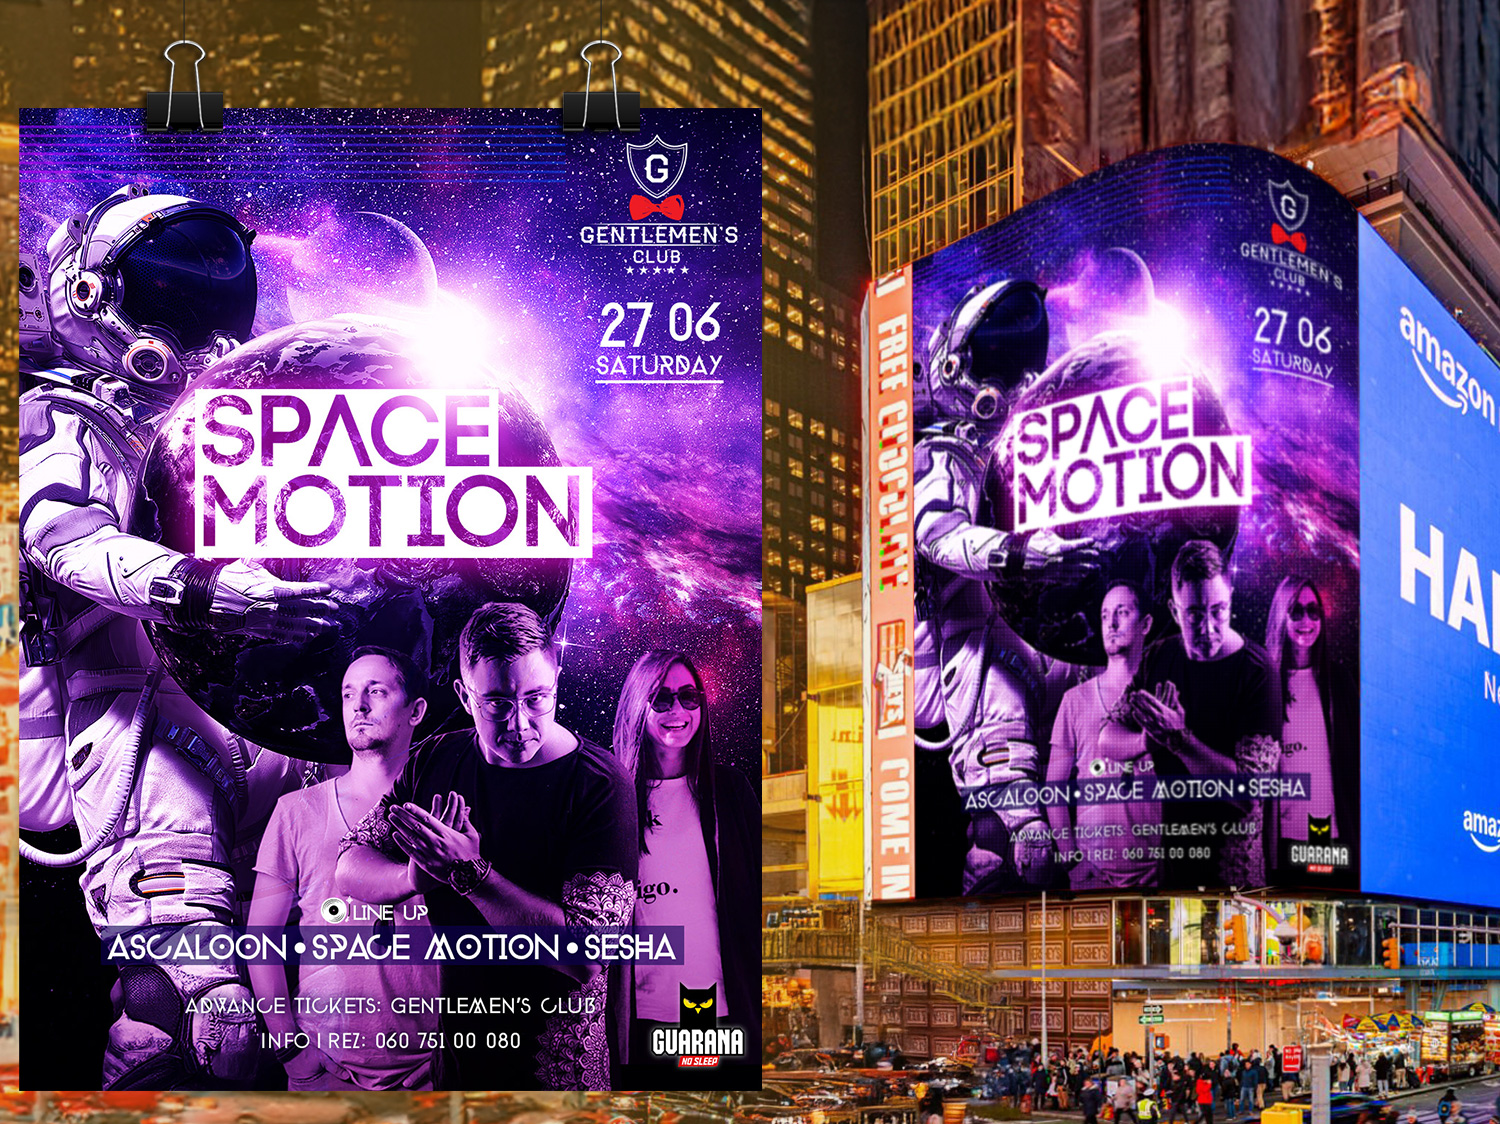 G
GENTLEMEN'S
CLUB
27 06
SATURDAY
SPACE
MOTION
igo.
LINE UP
ASCALOON • SPACE MOTION • SESHA
ADVANCE TICKETS: GENTLEMEN'S CLUB
INFO I REZ: 060 751 00 080
GUARANA
NO SLEEP
G
GENTLEMEN'S
CLUB
27 06
SATURDAY
SPACE
MOTION
igo.
LINE UP
ASCALOON • SPACE MOTION • SESHA
ADVANCE TICKETS: GENTLEMEN'S CLUB
INFO I REZ: 060 751 00 080
GUARANA
NO SLEEP
FREE
COME IN
amazon
HA